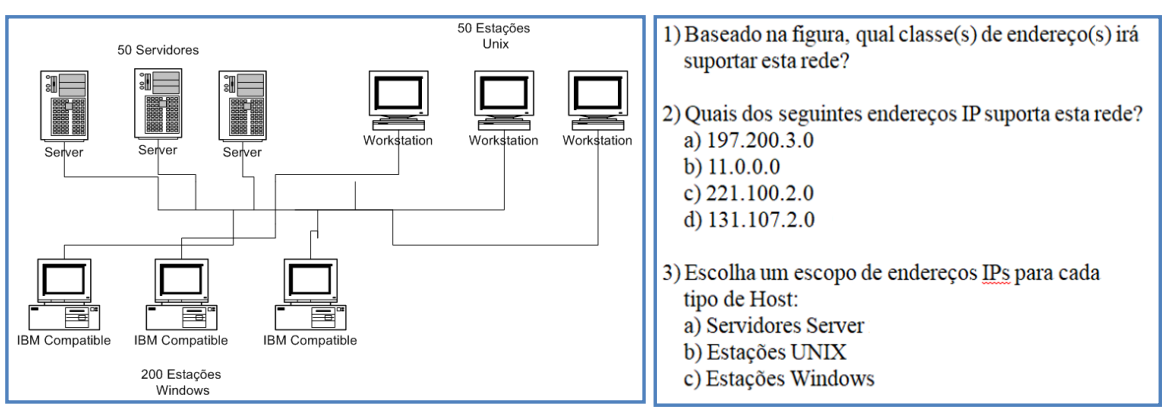 50 Servidores
50 Estações
Unix
Server
Server
Server
Workstation
Workstation
Workstation
IBM Compatible
IBM Compatible
IBM Compatible
200 Estações
Windows
1) Baseado na figura, qual classe(s) de endereço(s) irá
suportar esta rede?
2) Quais dos seguintes endereços IP suporta esta rede?
a) 197.200.3.0
b) 11.0.0.0
c) 221.100.2.0
d) 131.107.2.0
3) Escolha um escopo de endereços IPs para cada
tipo de Host:
a) Servidores Server
b) Estações UNIX
c) Estações Windows